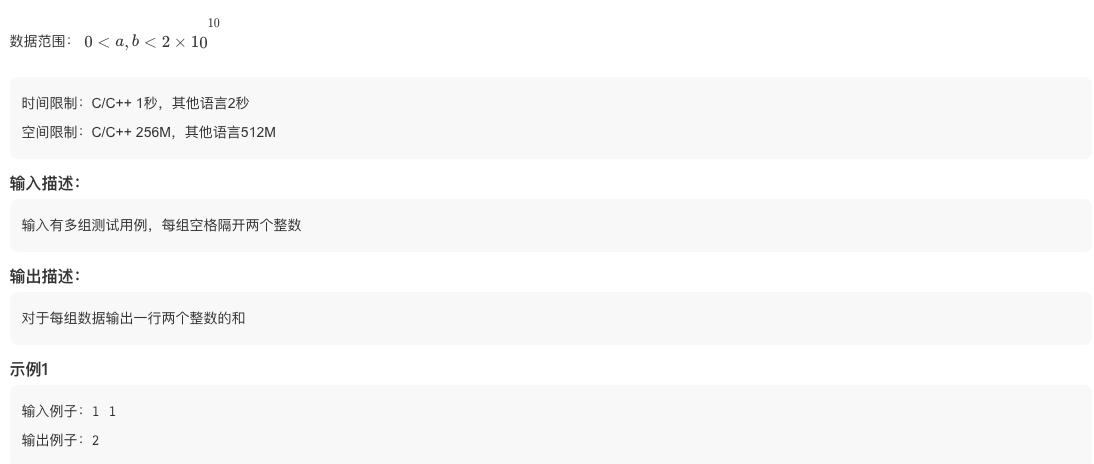 数据范围： 0 < a, b < 2 × 10^10
时间限制：C/C++ 1秒，其他语言2秒
空间限制：C/C++ 256M，其他语言512M
输入描述：
输入有多组测试用例，每组空格隔开两个整数
输出描述：
对于每组数据输出一行两个整数的和
示例1
输入例子：1 1
输出例子：2